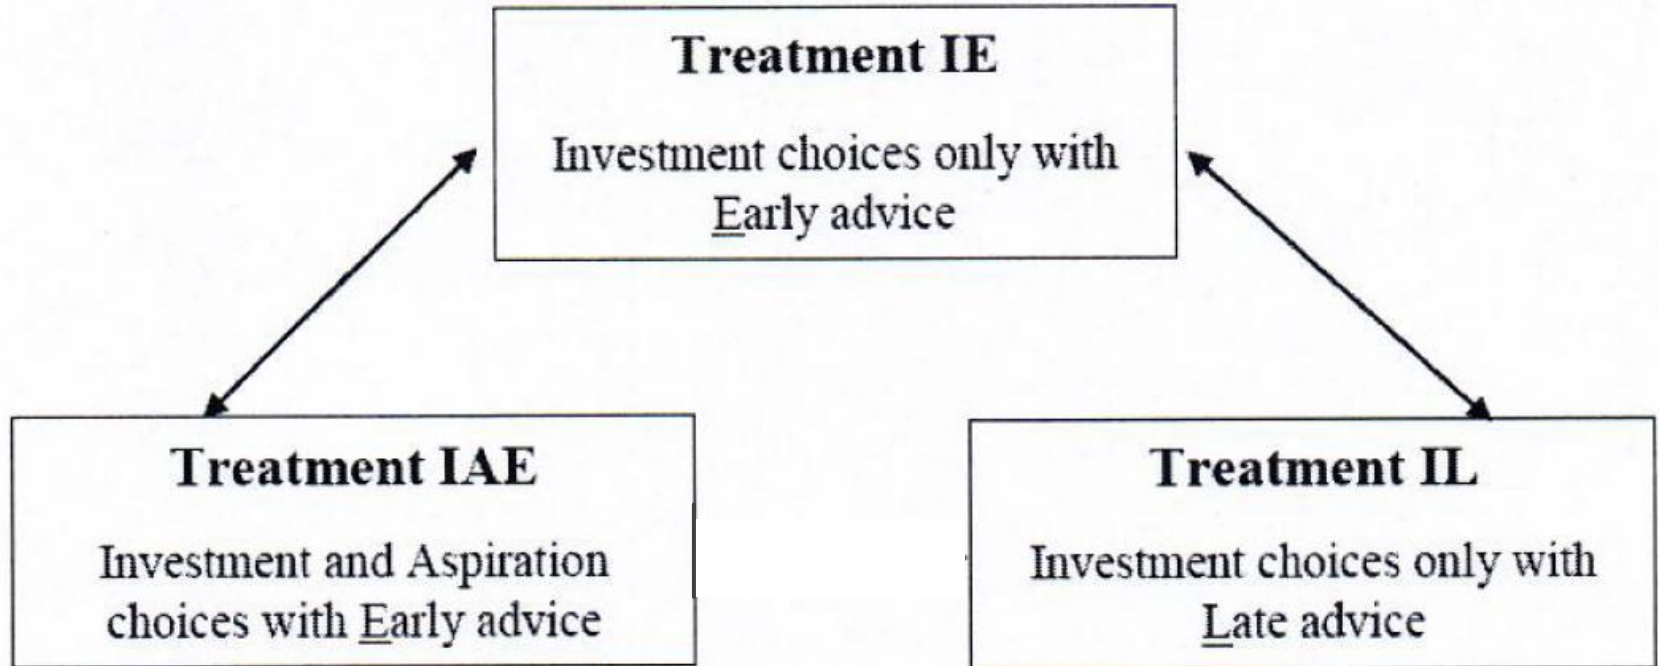 Treatment IE
Investment choices only with
Early advice
Treatment IAE
Investment and Aspiration
choices with Early advice
Treatment IL
Investment choices only with
Late advice